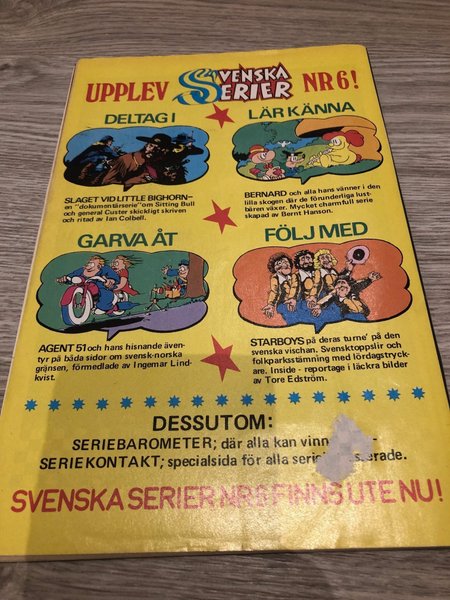 UPPLEV SVENSKA SERIER NR 6!
DELTAG I
LÄR KÄNNA
SLAGET VID LITTLE BIGHORN–
en "dokumentärserie" om Sitting Bull
och general Custer skickligt skriven
och ritad av Ian Colbell.
BERNARD och alla hans vänner i den
lilla skogen där de förunderliga lust-
bären växer. Mycket charmfull serie
skapad av Bernt Hanson.
GARVA ÅT
FÖLJ MED
AGENT 51 och hans hisnande även-
tyr på båda sidor om svensk-norska
gränsen, förmedlade av Ingemar Lind-
kvist.
STARBOYS på deras turne' på den
svenska vischan. Svensktoppslir och
folkparksstämning med lördagstryck-
are. Inside - reportage i läckra bilder
av Tore Edström.
DESSUTOM:
SERIEBAROMETER; där alla kan
SERIEKONTAKT; specialsida för alla
SVENSKA SERIER NR 6 FINNS UTE NU!